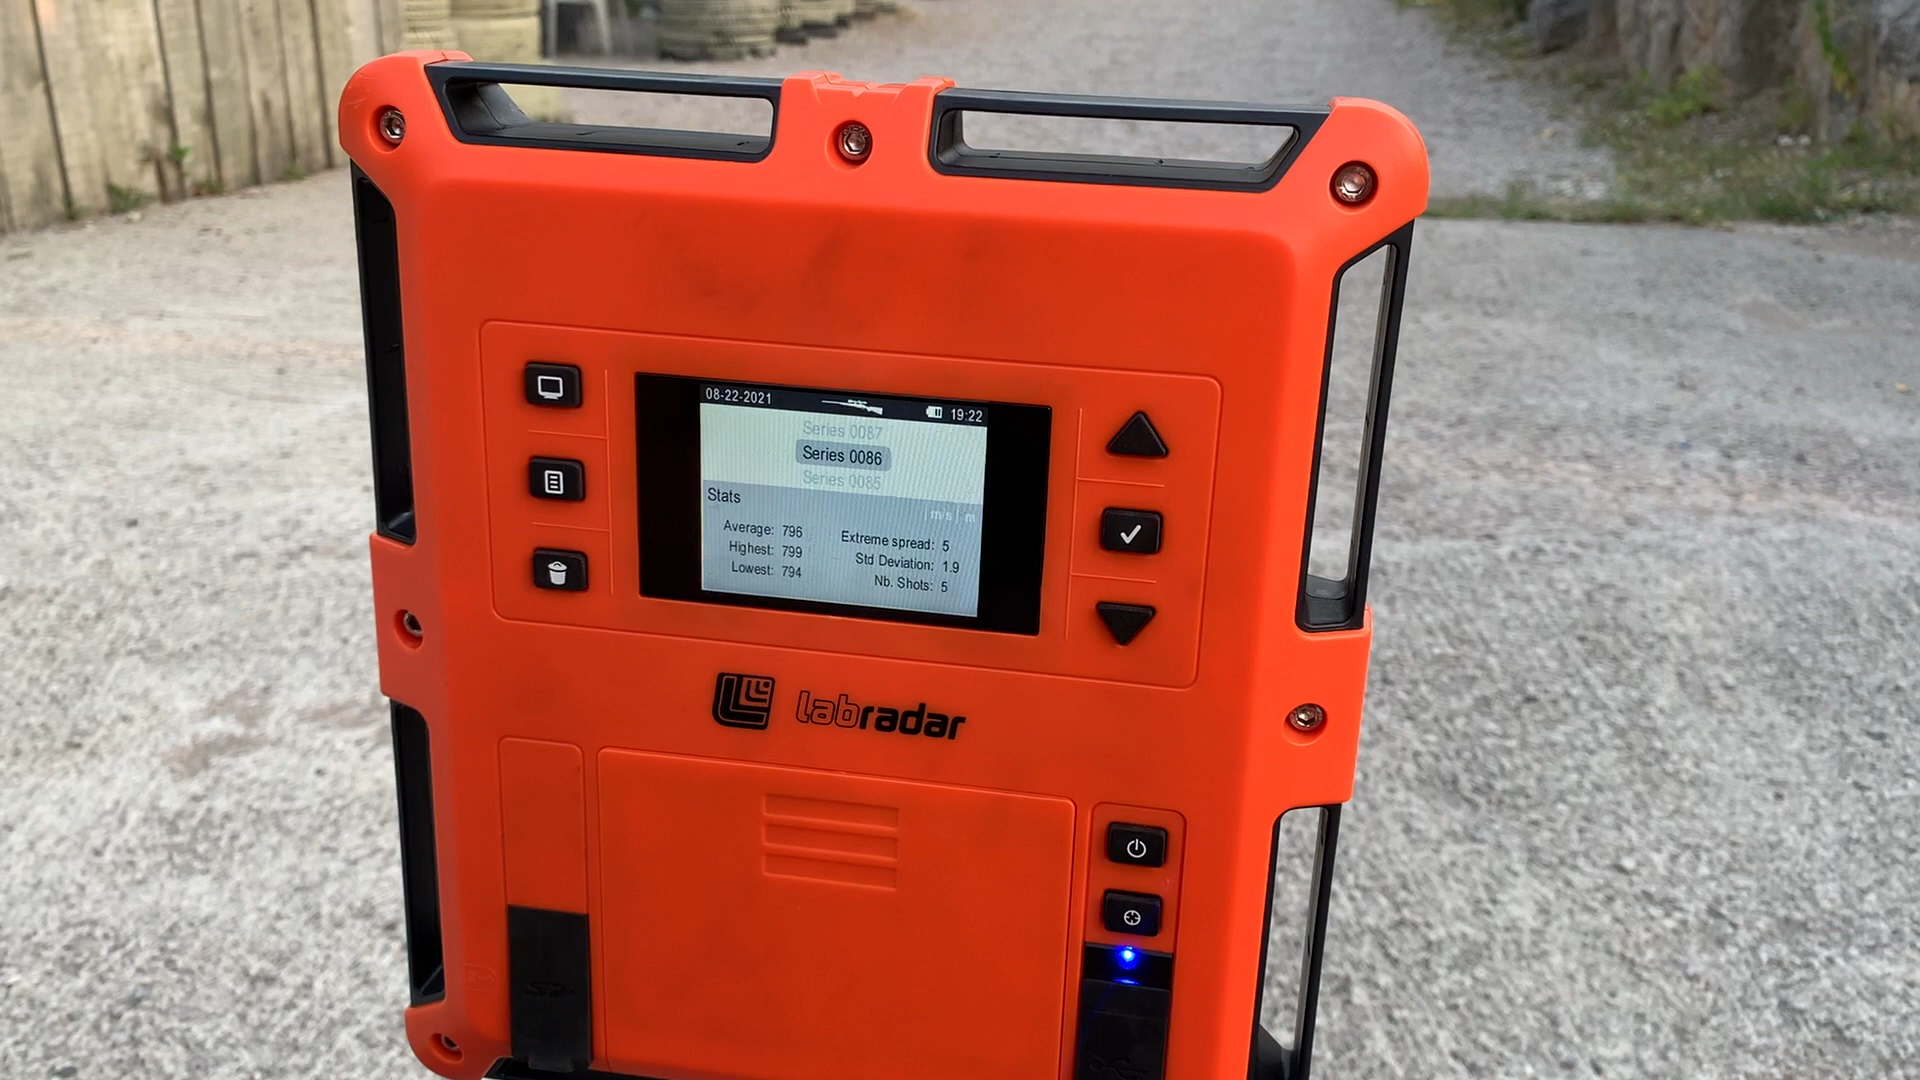 08-22-2021 19:22
Series 0087
Series 0086
Series 0085
Stats
m/s | m
Average: 796
Highest: 799
Lowest: 794
Extreme spread: 5
Std Deviation: 1.9
Nb. Shots: 5
labradar